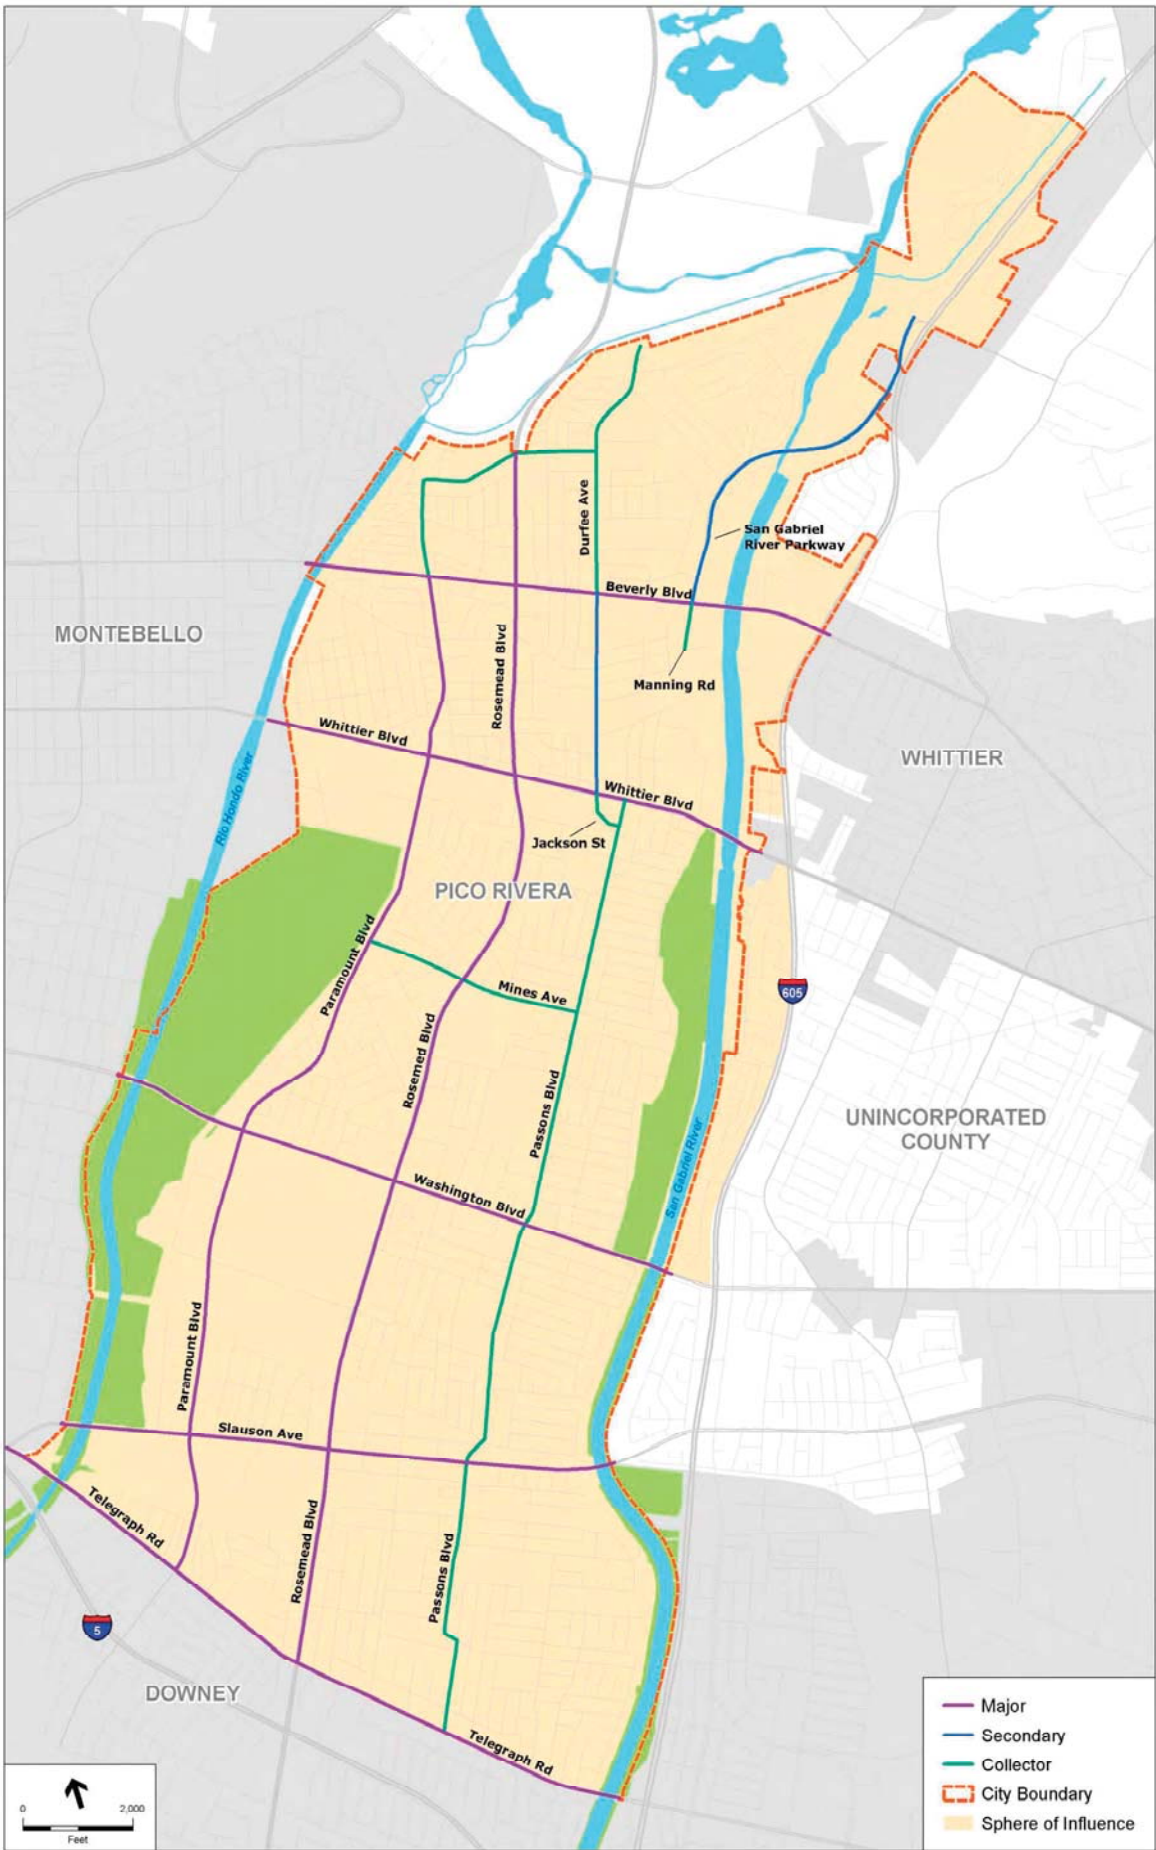 Durfee Ave
San Gabriel
River Parkway
Beverly Blvd
MONTEBELLO
Rosemead Blvd
Manning Rd
Whittier Blvd
WHITTIER
Rio Hondo River
Whittier Blvd
Jackson St
PICO RIVERA
Paramount Blvd
Mines Ave
605
Rosemed Blvd
Passons Blvd
UNINCORPORATED
COUNTY
San Gabriel River
Washington Blvd
Paramount Blvd
Slauson Ave
Telegraph Rd
Rosemead Blvd
Passons Blvd
5
DOWNEY
Telegraph Rd
Major
Secondary
Collector
City Boundary
Sphere of Influence
0 2,000
Feet